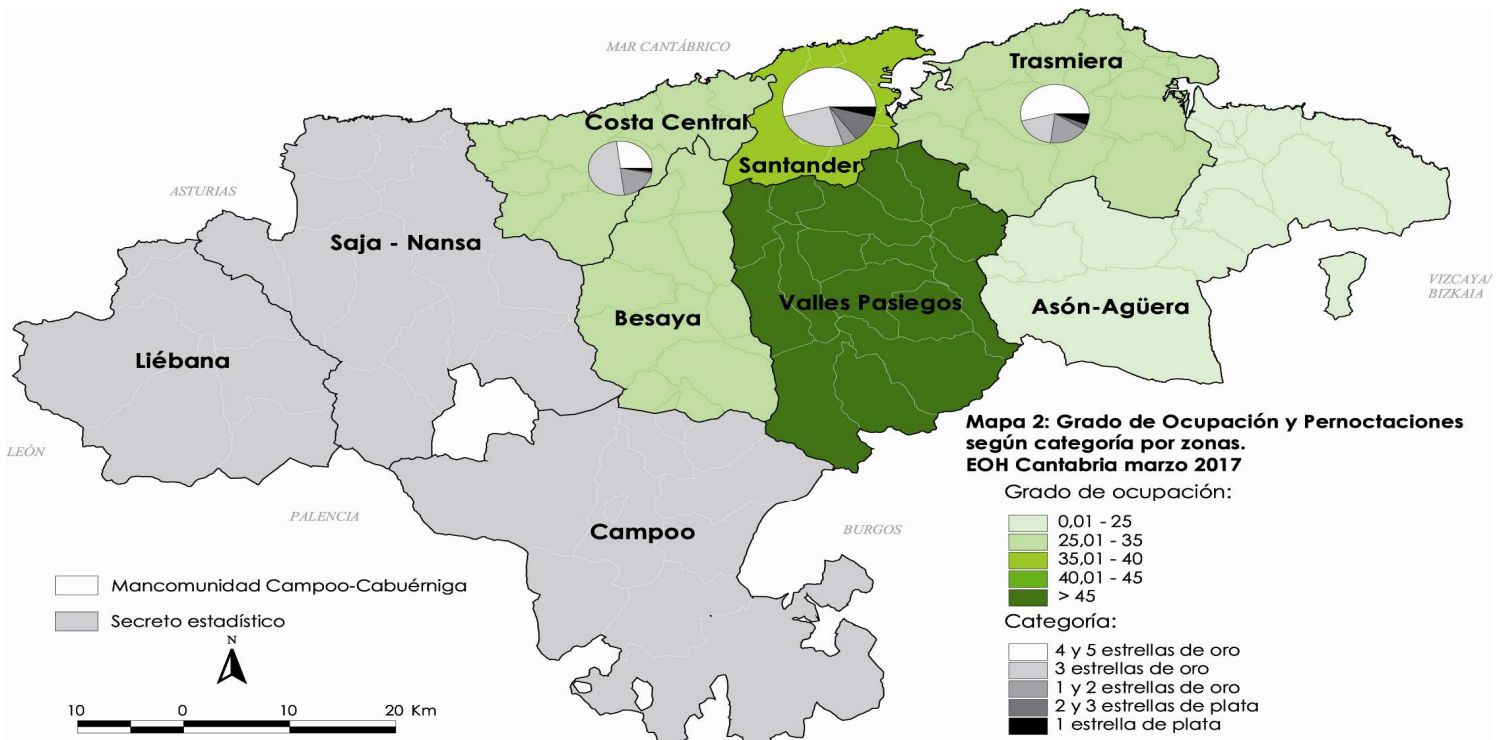 MAR CANTÁBRICO
Trasmiera
Costa Central
Santander
ASTURIAS
Saja - Nansa
VIZCAYA/
BIZKAIA
Valles Pasiegos
Asón-Agüera
Besaya
Liébana
Mapa 2: Grado de Ocupación y Pernoctaciones
según categoría por zonas.
EOH Cantabria marzo 2017
LEÓN
Grado de ocupación:
0,01 - 25
25,01 - 35
35,01 - 40
40,01 - 45
> 45
PALENCIA
BURGOS
Campoo
Mancomunidad Campoo-Cabuérniga
Secreto estadístico
Categoría:
4 y 5 estrellas de oro
3 estrellas de oro
1 y 2 estrellas de oro
2 y 3 estrellas de plata
1 estrella de plata
N
10 0 10 20 Km